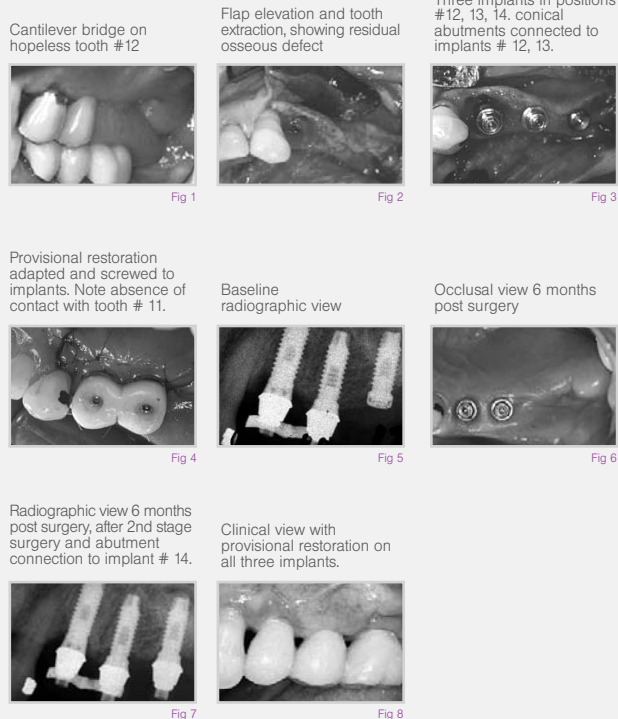 Cantilever bridge on
hopeless tooth #12
Fig 1
Flap elevation and tooth
extraction, showing residual
osseous defect
Fig 2
Three implants in positions
#12, 13, 14. conical
abutments connected to
implants # 12, 13.
Fig 3
Provisional restoration
adapted and screwed to
implants. Note absence of
contact with tooth # 11.
Fig 4
Baseline
radiographic view
Fig 5
Occlusal view 6 months
post surgery
Fig 6
Radiographic view 6 months
post surgery, after 2nd stage
surgery and abutment
connection to implant # 14.
Fig 7
Clinical view with
provisional restoration on
all three implants.
Fig 8